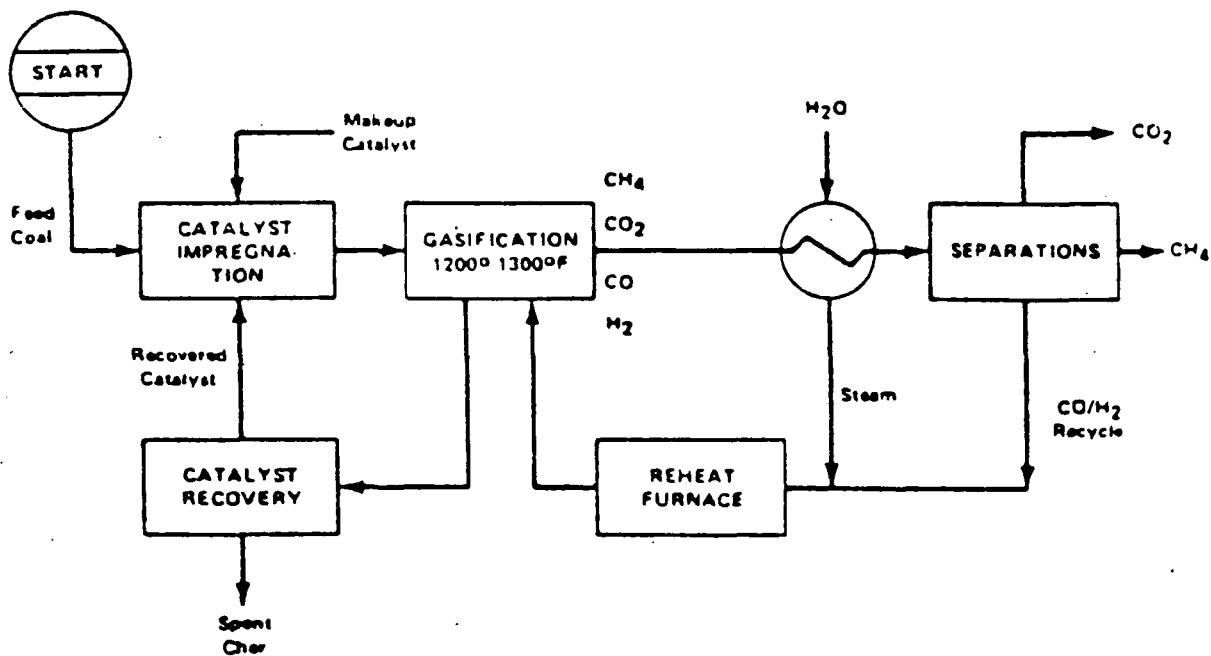 START
Makeup
Catalyst
H2O
CO2
Feed
Coal
CATALYST
IMPREGNA-
TION
GASIFICATION
1200° 1300°F
CH4
CO2
CO
H2
SEPARATIONS
CH4
Recovered
Catalyst
Steam
CO/H2
Recycle
CATALYST
RECOVERY
REHEAT
FURNACE
Spent
Char